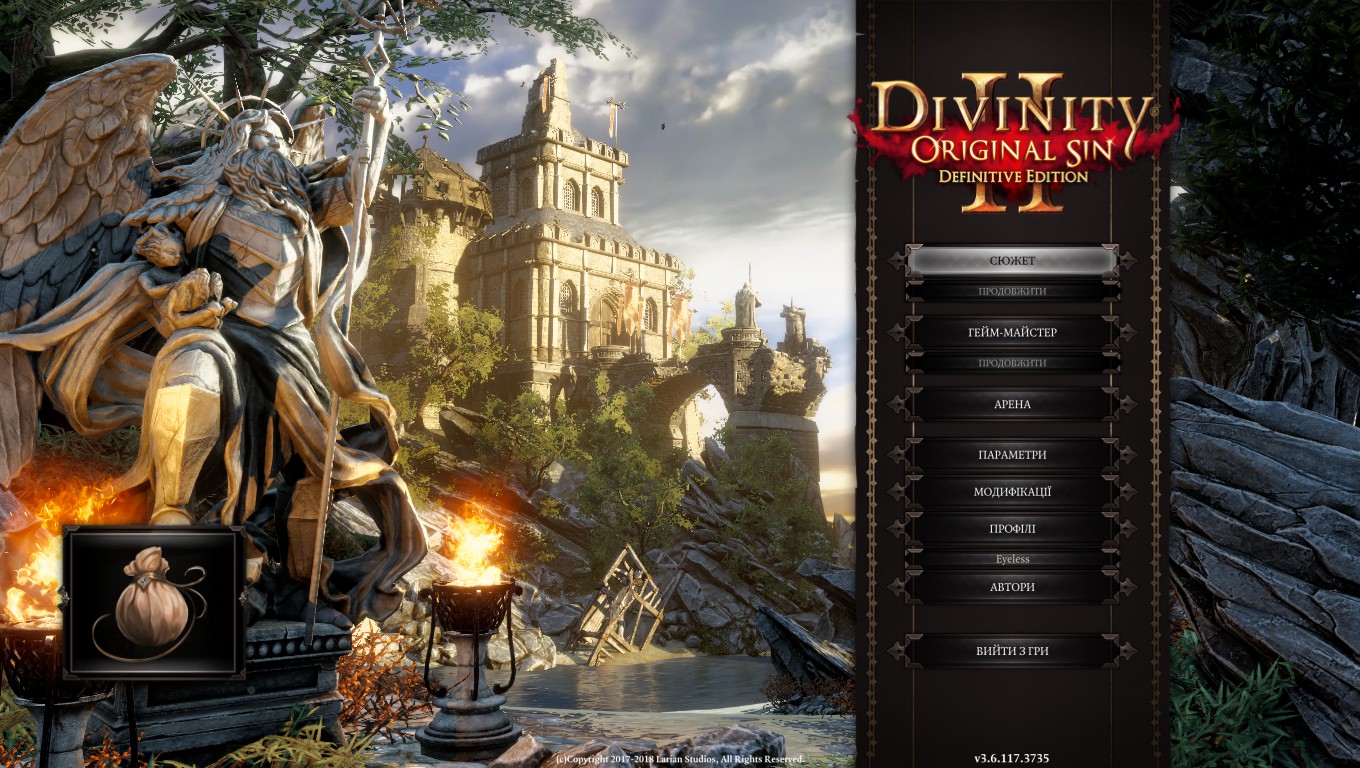 DIVINITY®
II
ORIGINAL SIN
DEFINITIVE EDITION
СЮЖЕТ
ПРОДОВЖИТИ
ГЕЙМ-МАЙСТЕР
ПРОДОВЖИТИ
АРЕНА
ПАРАМЕТРИ
МОДИФІКАЦІЇ
ПРОФІЛІ
Eyeless
АВТОРИ
ВИЙТИ З ГРИ
(c)Copyright 2017-2018 Larian Studios, All Rights Reserved.
v3.6.117.3735